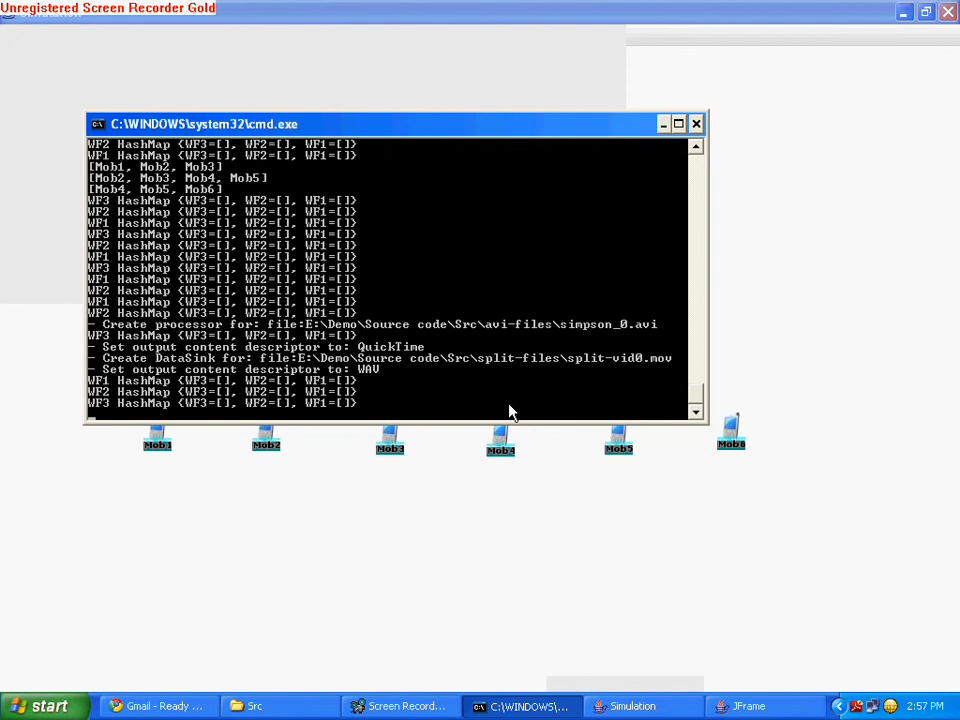 Unregistered Screen Recorder Gold
C:\WINDOWS\system32\cmd.exe
WF2 HashMap {WF3=[], WF2=[], WF1=[]}
WF1 HashMap {WF3=[], WF2=[], WF1=[]}
[Mob1, Mob2, Mob3]
[Mob2, Mob3, Mob4, Mob5]
[Mob4, Mob5, Mob6]
WF3 HashMap {WF3=[], WF2=[], WF1=[]}
WF2 HashMap {WF3=[], WF2=[], WF1=[]}
WF1 HashMap {WF3=[], WF2=[], WF1=[]}
WF3 HashMap {WF3=[], WF2=[], WF1=[]}
WF2 HashMap {WF3=[], WF2=[], WF1=[]}
WF1 HashMap {WF3=[], WF2=[], WF1=[]}
WF3 HashMap {WF3=[], WF2=[], WF1=[]}
WF1 HashMap {WF3=[], WF2=[], WF1=[]}
WF2 HashMap {WF3=[], WF2=[], WF1=[]}
WF1 HashMap {WF3=[], WF2=[], WF1=[]}
WF2 HashMap {WF3=[], WF2=[], WF1=[]}
- Create processor for: file:E:\Demo\Source code\Src\avi-files\simpson_0.avi
WF3 HashMap {WF3=[], WF2=[], WF1=[]}
- Set output content descriptor to: QuickTime
- Create DataSink for: file:E:\Demo\Source code\Src\split-files\split-vid0.mov
- Set output content descriptor to: WAV
WF1 HashMap {WF3=[], WF2=[], WF1=[]}
WF2 HashMap {WF3=[], WF2=[], WF1=[]}
WF3 HashMap {WF3=[], WF2=[], WF1=[]}
Mob1 Mob2 Mob3 Mob4 Mob5 Mob6
start Gmail - Ready ... Src Screen Record... C:\WINDOWS\... Simulation JFrame 2:57 PM